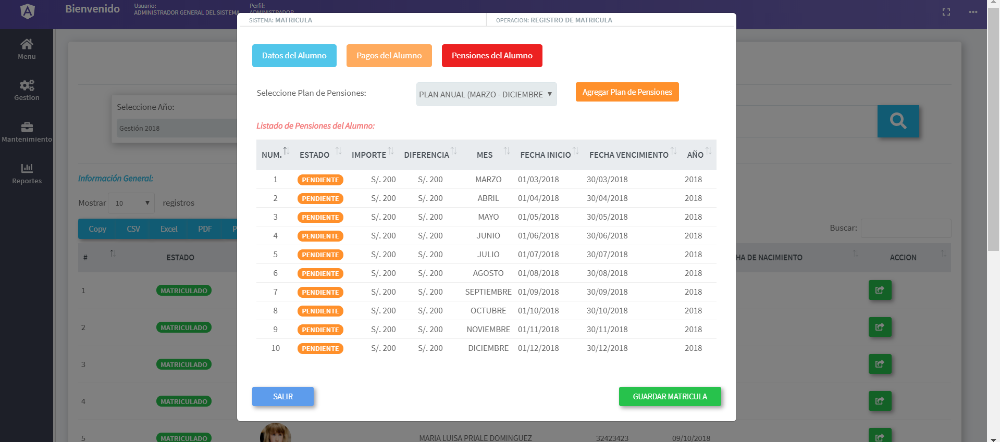 Bienvenido
Usuario:
ADMINISTRADOR GENERAL DEL SISTEMA
Perfil:
ADMINISTRADOR
Menu
Gestion
Mantenimiento
Reportes
SISTEMA: MATRICULA
OPERACION: REGISTRO DE MATRICULA
Datos del Alumno
Pagos del Alumno
Pensiones del Alumno
Seleccione Plan de Pensiones:
PLAN ANUAL (MARZO - DICIEMBRE
Agregar Plan de Pensiones
Listado de Pensiones del Alumno:
NUM. ESTADO IMPORTE DIFERENCIA MES FECHA INICIO FECHA VENCIMIENTO AÑO
1 PENDIENTE S/. 200 S/. 200 MARZO 01/03/2018 30/03/2018 2018
2 PENDIENTE S/. 200 S/. 200 ABRIL 01/04/2018 30/04/2018 2018
3 PENDIENTE S/. 200 S/. 200 MAYO 01/05/2018 30/05/2018 2018
4 PENDIENTE S/. 200 S/. 200 JUNIO 01/06/2018 30/06/2018 2018
5 PENDIENTE S/. 200 S/. 200 JULIO 01/07/2018 30/07/2018 2018
6 PENDIENTE S/. 200 S/. 200 AGOSTO 01/08/2018 30/08/2018 2018
7 PENDIENTE S/. 200 S/. 200 SEPTIEMBRE 01/09/2018 30/09/2018 2018
8 PENDIENTE S/. 200 S/. 200 OCTUBRE 01/10/2018 30/10/2018 2018
9 PENDIENTE S/. 200 S/. 200 NOVIEMBRE 01/11/2018 30/11/2018 2018
10 PENDIENTE S/. 200 S/. 200 DICIEMBRE 01/12/2018 30/12/2018 2018
SALIR
GUARDAR MATRICULA
Seleccione Año:
Gestión 2018
Información General:
Mostrar 10 registros
Copy CSV Excel PDF P
Buscar:
# ESTADO HA DE NACIMIENTO ACCION
1 MATRICULADO
2 MATRICULADO
3 MATRICULADO
4 MATRICULADO
5 MATRICULADO MARIA LUISA PRIALE DOMINGUEZ 32423423 09/10/2018